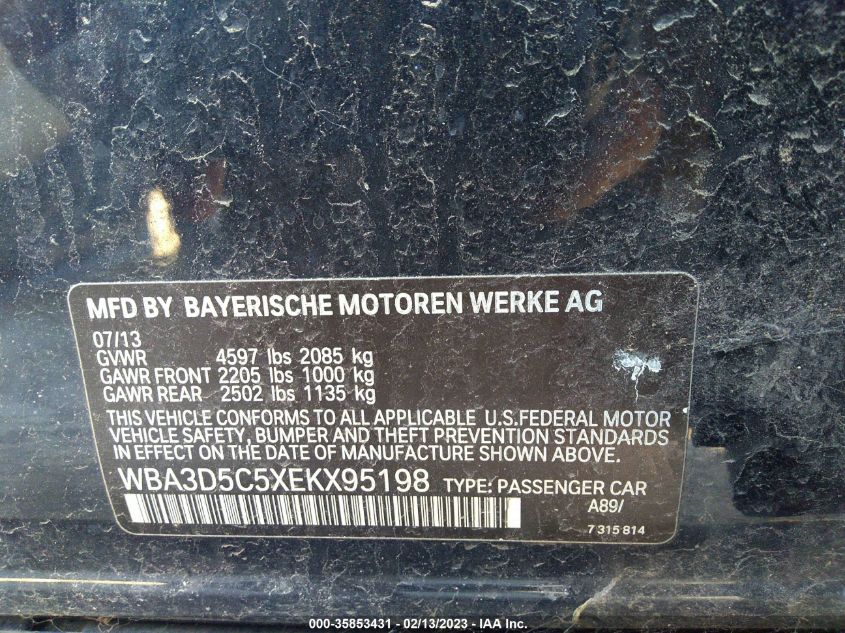 MFD BY BAYERISCHE MOTOREN WERKE AG
07/13
GVWR 4597 lbs 2085 kg
GAWR FRONT 2205 lbs 1000 kg
GAWR REAR 2502 lbs 1135 kg
THIS VEHICLE CONFORMS TO ALL APPLICABLE U.S.FEDERAL MOTOR
VEHICLE SAFETY, BUMPER AND THEFT PREVENTION STANDARDS
IN EFFECT ON THE DATE OF MANUFACTURE SHOWN ABOVE.
WBA3D5C5XEKX95198 TYPE: PASSENGER CAR
A89/
7 315 814
000-35853431 - 02/13/2023 - IAA Inc.